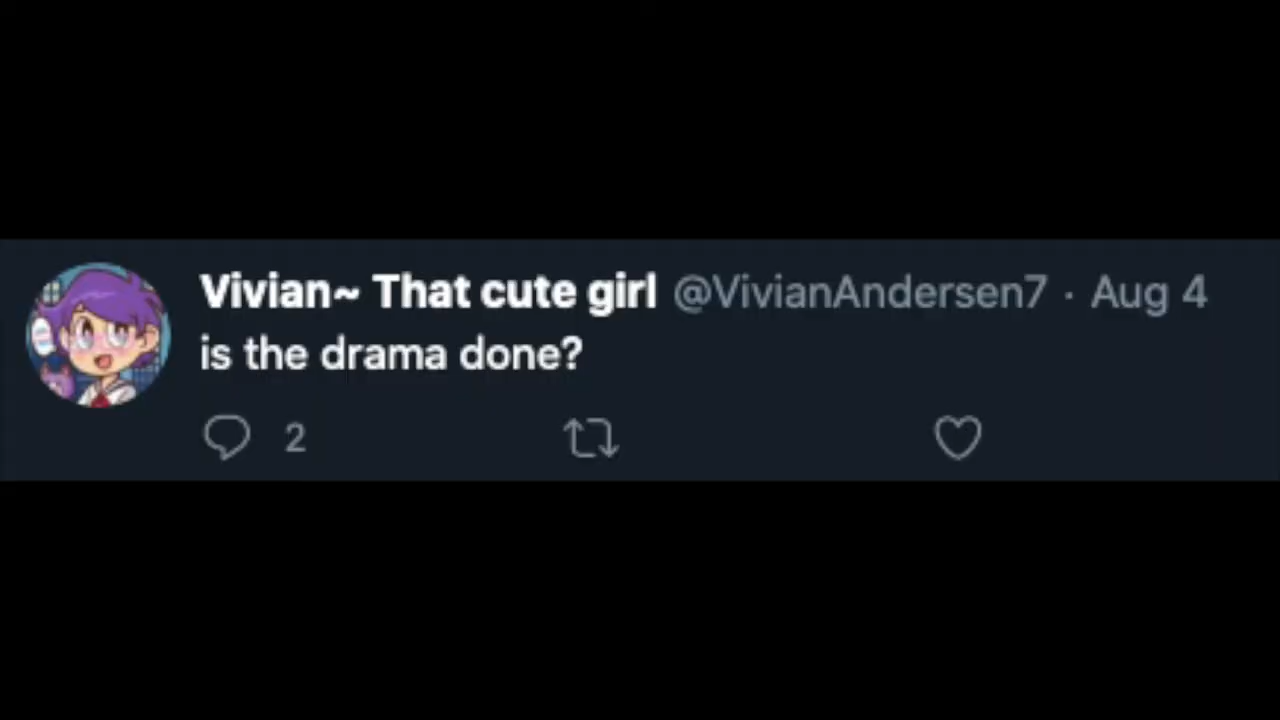 Vivian~ That cute girl @VivianAndersen7 · Aug 4
is the drama done?
2